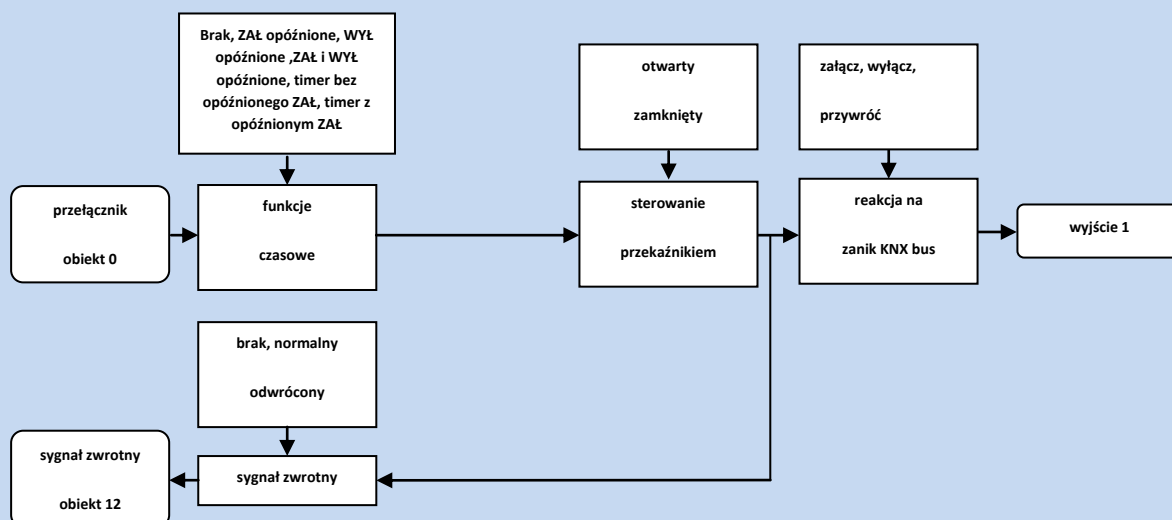 Brak, ZAŁ opóźnione, WYŁ
opóźnione ,ZAŁ i WYŁ
opóźnione, timer bez
opóźnionego ZAŁ, timer z
opóźnionym ZAŁ
otwarty
zamknięty
załącz, wyłącz,
przywróć
przełącznik
obiekt 0
funkcje
czasowe
sterowanie
przekaźnikiem
reakcja na
zanik KNX bus
wyjście 1
brak, normalny
odwrócony
sygnał zwrotny
obiekt 12
sygnał zwrotny